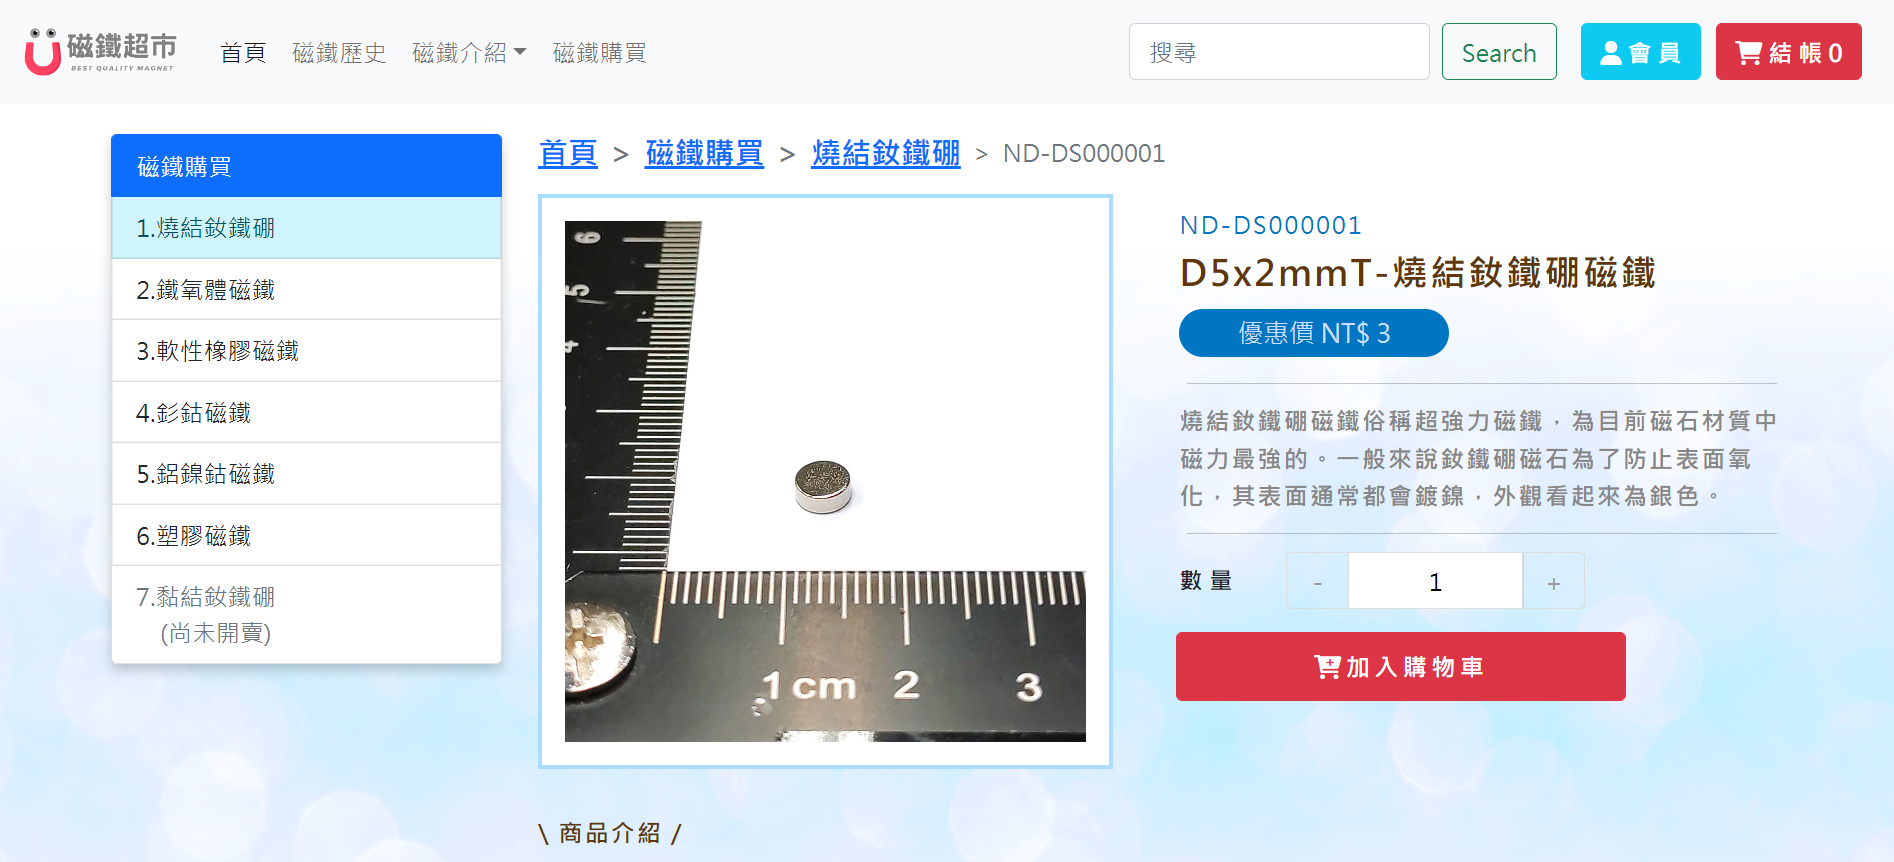 磁鐵超市
BEST QUALITY MAGNET
首頁 磁鐵歷史 磁鐵介紹 磁鐵購買
搜尋
Search
會員
結帳0
磁鐵購買
1.燒結釹鐵硼
2.鐵氧體磁鐵
3.軟性橡膠磁鐵
4.釤鈷磁鐵
5.鋁鎳鈷磁鐵
6.塑膠磁鐵
7.黏結釹鐵硼
(尚未開賣)
首頁 > 磁鐵購買 > 燒結釹鐵硼 > ND-DS000001
6
5
4
1cm 2 3
ND-DS000001
D5x2mmT-燒結釹鐵硼磁鐵
優惠價 NT$ 3
燒結釹鐵硼磁鐵俗稱超強力磁鐵，為目前磁石材質中
磁力最強的。一般來說釹鐵硼磁石為了防止表面氧
化，其表面通常都會鍍鎳，外觀看起來為銀色。
數量 - 1 +
加入購物車
\ 商品介紹 /